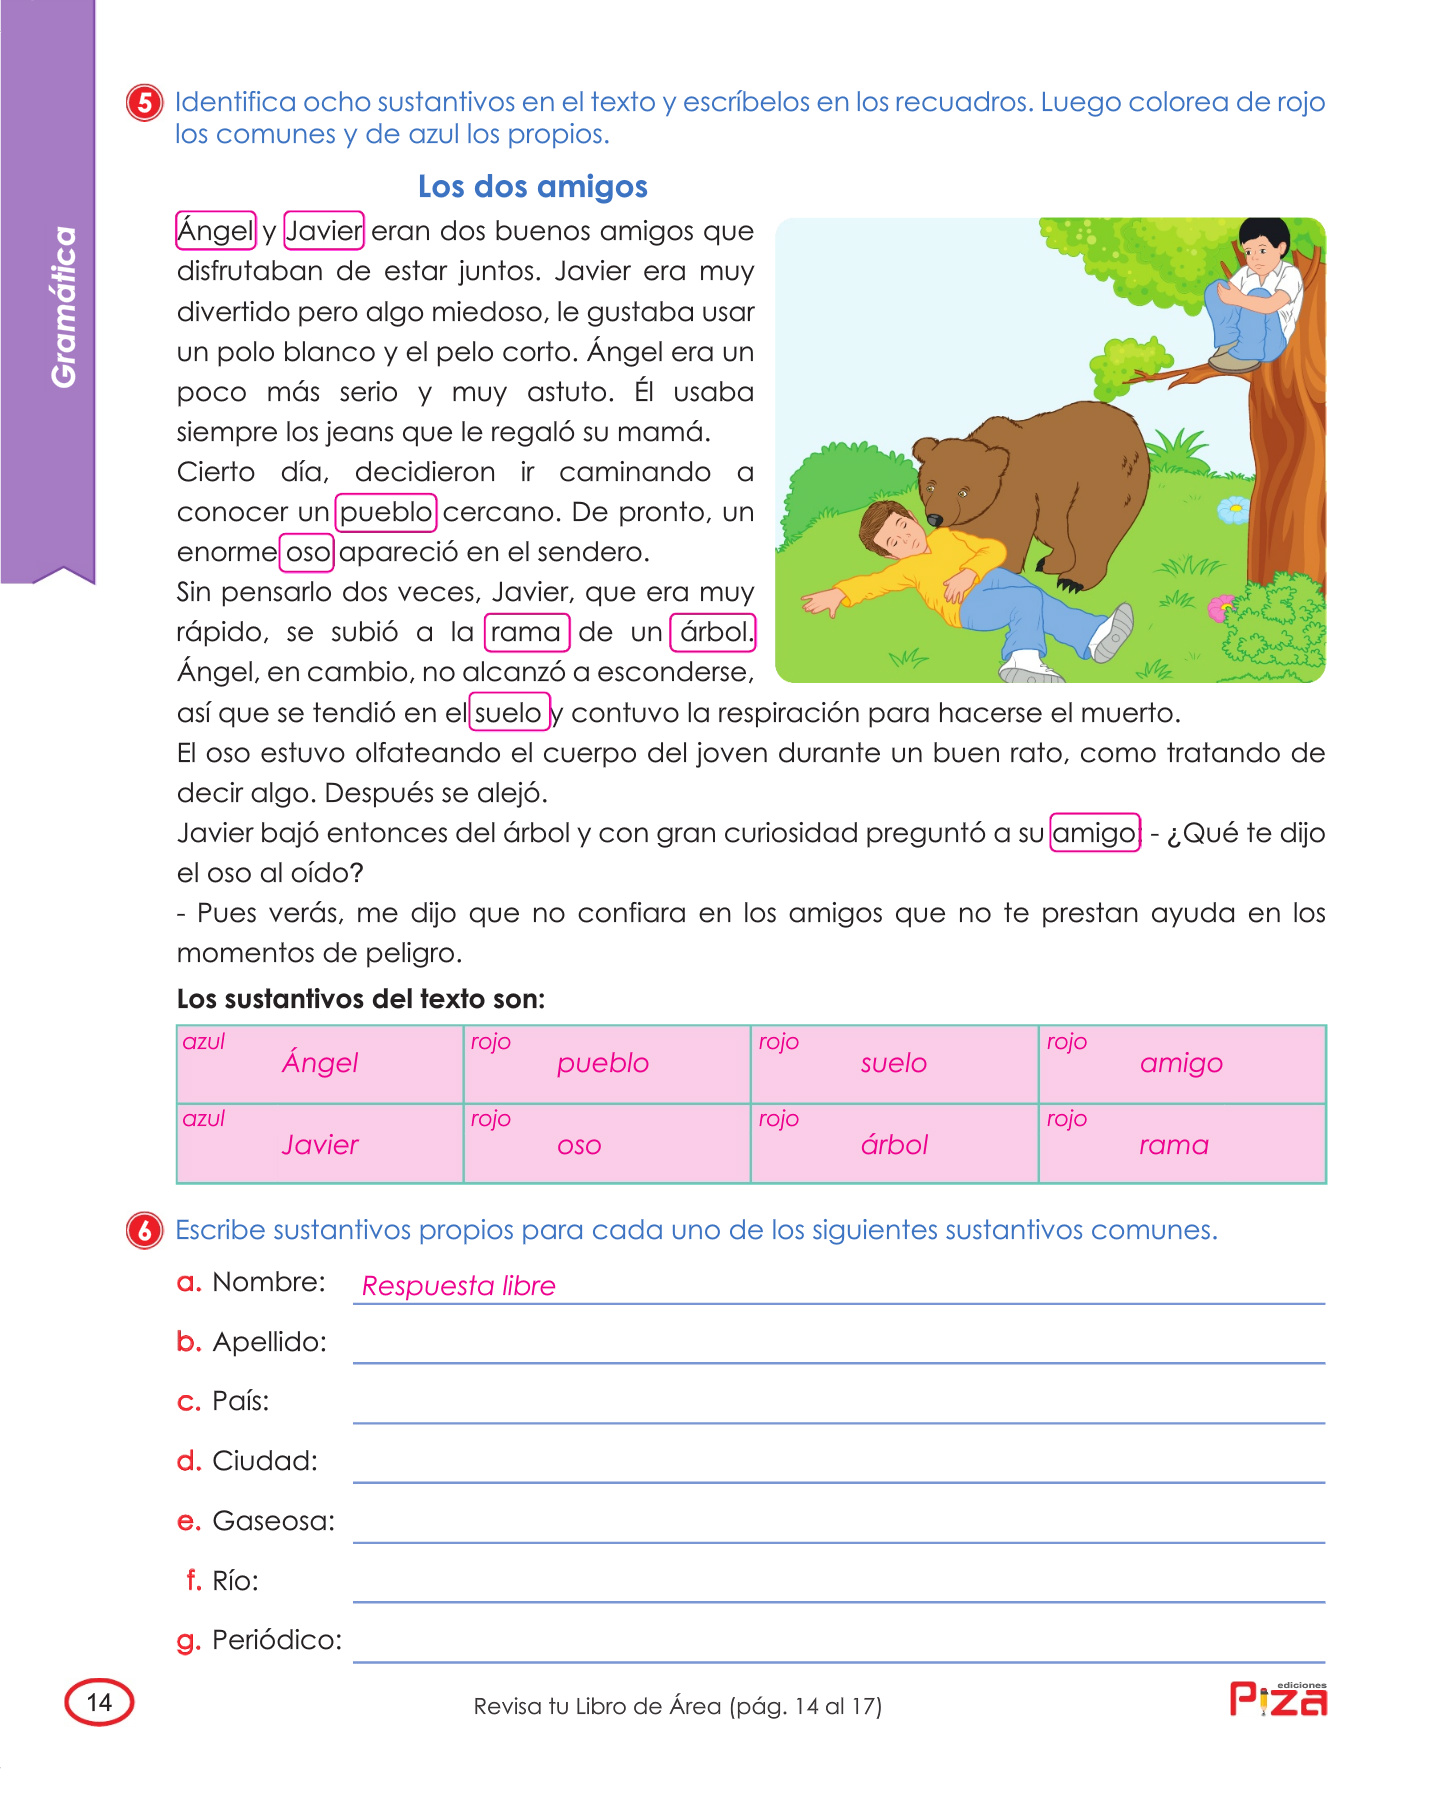 Gramática
5 Identifica ocho sustantivos en el texto y escríbelos en los recuadros. Luego colorea de rojo
los comunes y de azul los propios.
Los dos amigos
Ángel y Javier eran dos buenos amigos que
disfrutaban de estar juntos. Javier era muy
divertido pero algo miedoso, le gustaba usar
un polo blanco y el pelo corto. Ángel era un
poco más serio y muy astuto. Él usaba
siempre los jeans que le regaló su mamá.
Cierto día, decidieron ir caminando a
conocer un pueblo cercano. De pronto, un
enorme oso apareció en el sendero.
Sin pensarlo dos veces, Javier, que era muy
rápido, se subió a la rama de un árbol.
Ángel, en cambio, no alcanzó a esconderse,
así que se tendió en el suelo y contuvo la respiración para hacerse el muerto.
El oso estuvo olfateando el cuerpo del joven durante un buen rato, como tratando de
decir algo. Después se alejó.
Javier bajó entonces del árbol y con gran curiosidad preguntó a su amigo: - ¿Qué te dijo
el oso al oído?
- Pues verás, me dijo que no confiara en los amigos que no te prestan ayuda en los
momentos de peligro.
Los sustantivos del texto son:
azul rojo rojo rojo
Ángel pueblo suelo amigo
azul rojo rojo rojo
Javier oso árbol rama
6 Escribe sustantivos propios para cada uno de los siguientes sustantivos comunes.
a. Nombre: Respuesta libre
b. Apellido:
c. País:
d. Ciudad:
e. Gaseosa:
f. Río:
g. Periódico:
14
Revisa tu Libro de Área (pág. 14 al 17)
ediciones
Piza